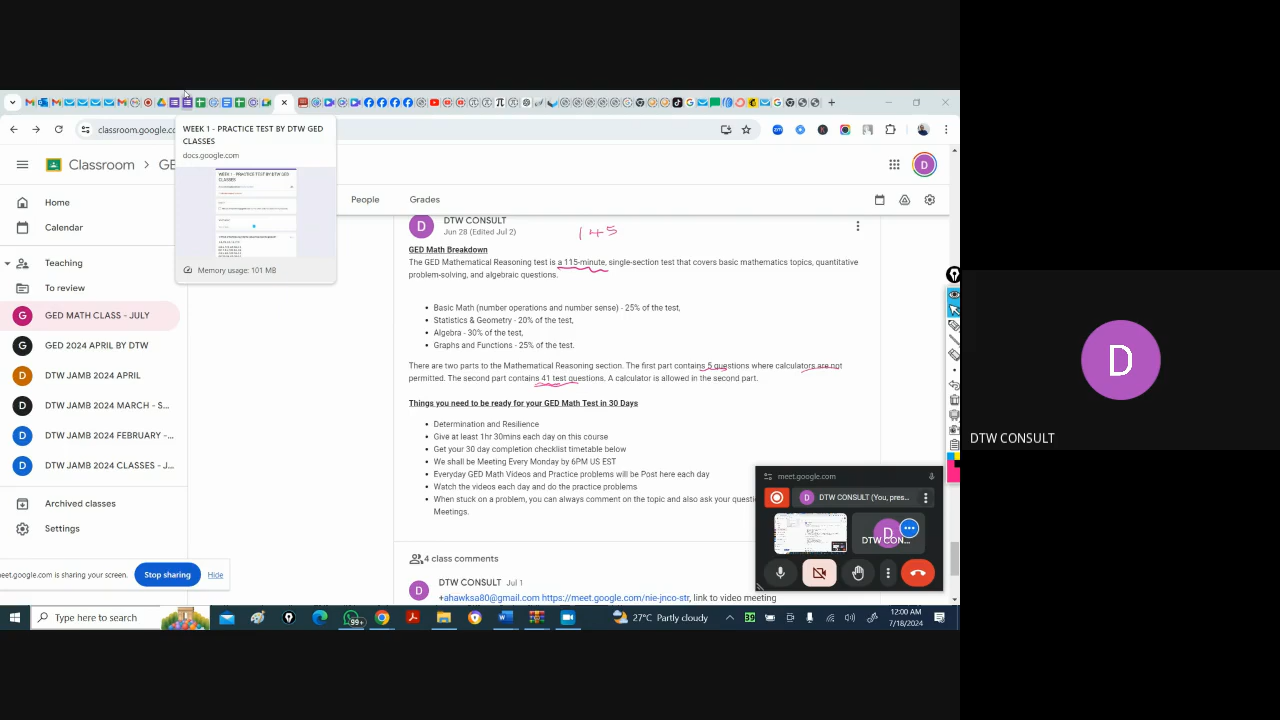 classroom.google.c
WEEK 1 - PRACTICE TEST BY DTW GED
CLASSES
docs.google.com
Memory usage: 101 MB
Classroom
GE
People
Grades
Home
Calendar
Teaching
To review
GED MATH CLASS - JULY
GED 2024 APRIL BY DTW
DTW JAMB 2024 APRIL
DTW JAMB 2024 MARCH - S...
DTW JAMB 2024 FEBRUARY - ...
DTW JAMB 2024 CLASSES - J...
Archived classes
Settings
DTW CONSULT
Jun 28 (Edited Jul 2)
145
GED Math Breakdown
The GED Mathematical Reasoning test is a 115-minute, single-section test that covers basic mathematics topics, quantitative
problem-solving, and algebraic questions.
Basic Math (number operations and number sense) - 25% of the test,
Statistics & Geometry - 20% of the test,
Algebra - 30% of the test,
Graphs and Functions - 25% of the test.
There are two parts to the Mathematical Reasoning section. The first part contains 5 questions where calculators are not
permitted. The second part contains 41 test questions. A calculator is allowed in the second part.
Things you need to be ready for your GED Math Test in 30 Days
Determination and Resilience
Give at least 1hr 30mins each day on this course
Get your 30 day completion checklist timetable below
We shall be Meeting Every Monday by 6PM US EST
Everyday GED Math Videos and Practice problems will be Post here each day
Watch the videos each day and do the practice problems
When stuck on a problem, you can always comment on the topic and also ask your questi
Meetings.
4 class comments
DTW CONSULT Jul 1
+ahawksa80@gmail.com https://meet.google.com/nie-jnco-str, link to video meeting
meet.google.com
DTW CONSULT (You, pres...
DTW CON...
neet.google.com is sharing your screen.
Stop sharing
Hide
Type here to search
99+
27°C Partly cloudy
12:00 AM
7/18/2024
D
DTW CONSULT